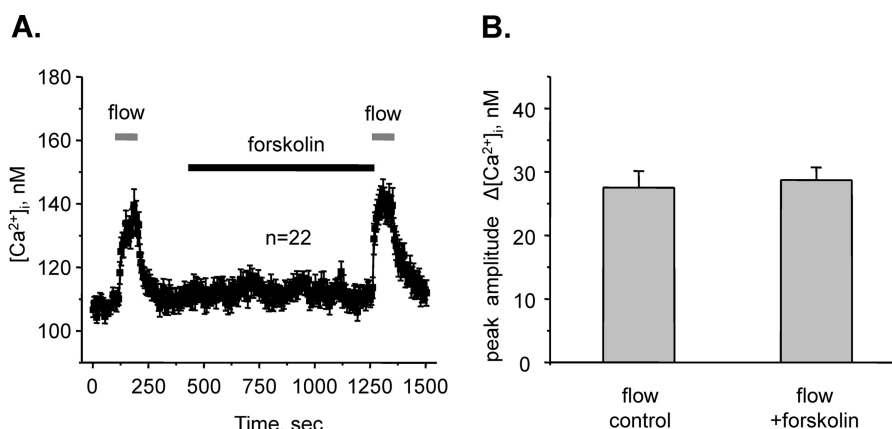 A.
180
160
140
120
100
[Ca²⁺]ᵢ, nM
flow
forskolin
flow
n=22
0 250 500 750 1000 1250 1500
Time, sec
B.
40
30
20
10
0
peak amplitude Δ[Ca²⁺]ᵢ, nM
flow
control
flow
+forskolin